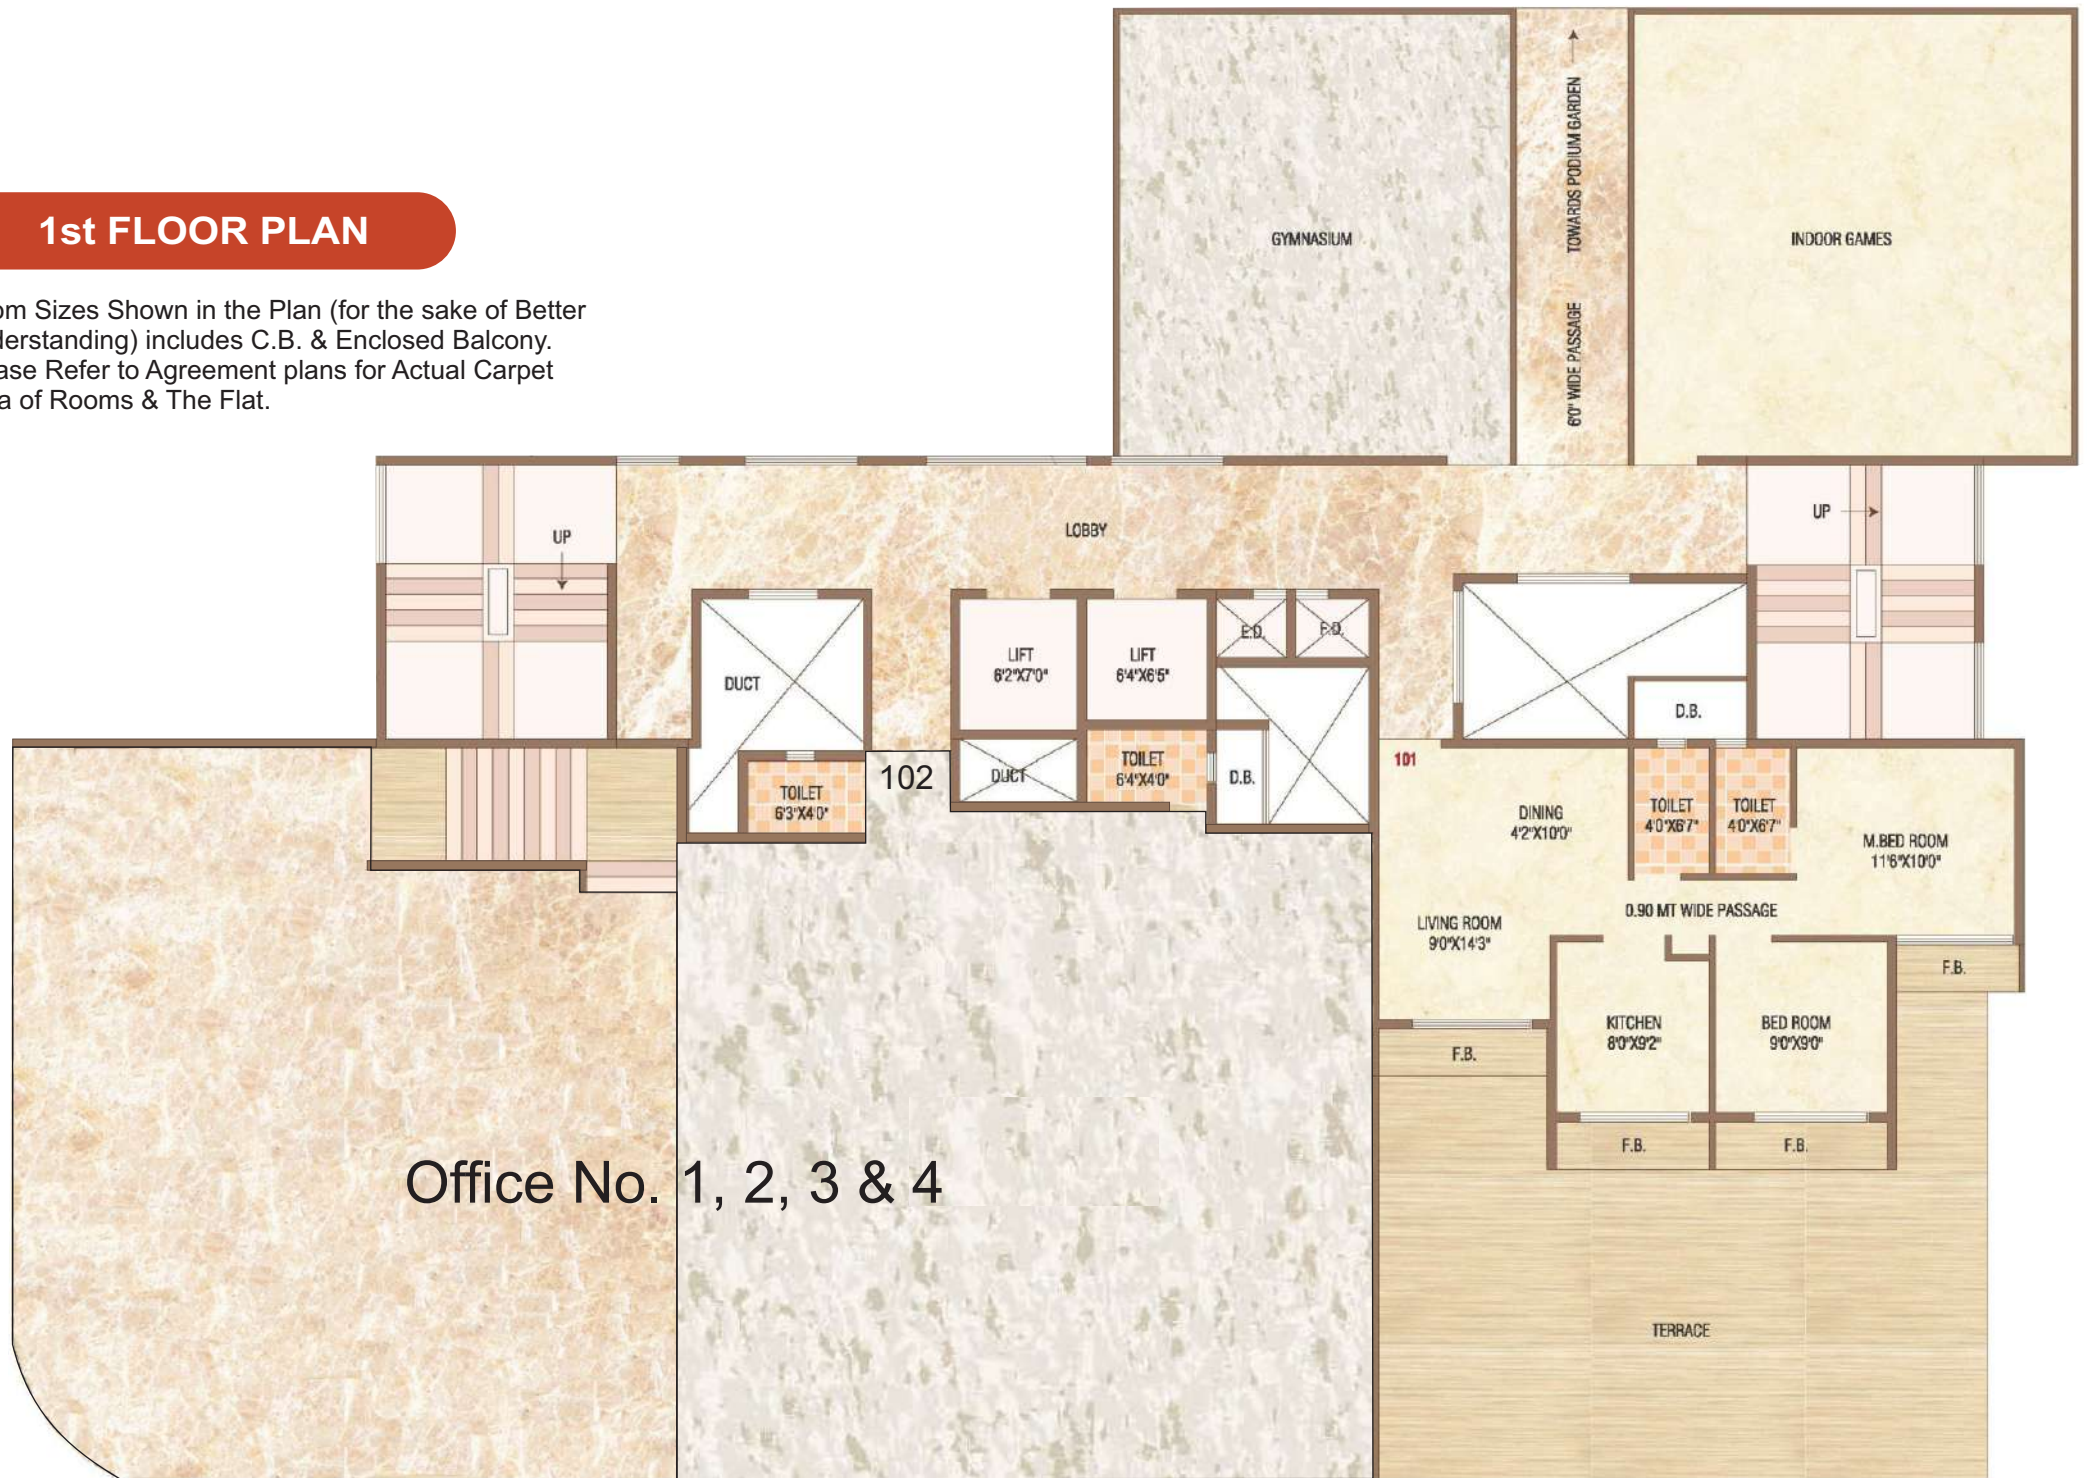 1st FLOOR PLAN
om Sizes Shown in the Plan (for the sake of Better
derstanding) includes C.B. & Enclosed Balcony.
ase Refer to Agreement plans for Actual Carpet
a of Rooms & The Flat.
GYMNASIUM
6'0" WIDE PASSAGE TOWARDS PODIUM GARDEN
INDOOR GAMES
UP
LOBBY
UP
DUCT
LIFT
6'2"X7'0"
LIFT
6'4"X6'5"
E.D.
F.D.
D.B.
TOILET
6'3"X4'0"
102
DUCT
TOILET
6'4"X4'0"
D.B.
101
DINING
4'2"X10'0"
TOILET
4'0"X6'7"
TOILET
4'0"X6'7"
M.BED ROOM
11'6"X10'0"
0.90 MT WIDE PASSAGE
LIVING ROOM
9'0"X14'3"
F.B.
KITCHEN
8'0"X9'2"
BED ROOM
9'0"X9'0"
F.B.
F.B.
F.B.
Office No. 1, 2, 3 & 4
TERRACE